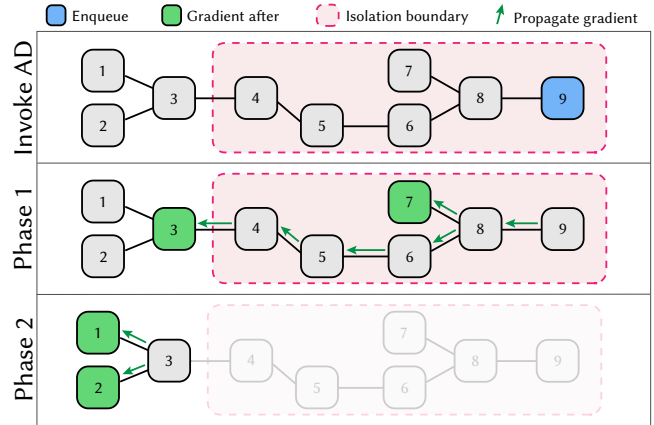 Enqueue Gradient after Isolation boundary Propagate gradient
Invoke AD
1 2 3 4 5 6 7 8 9
Phase 1
1 2 3 4 5 6 7 8 9
Phase 2
1 2 3 4 5 6 7 8 9